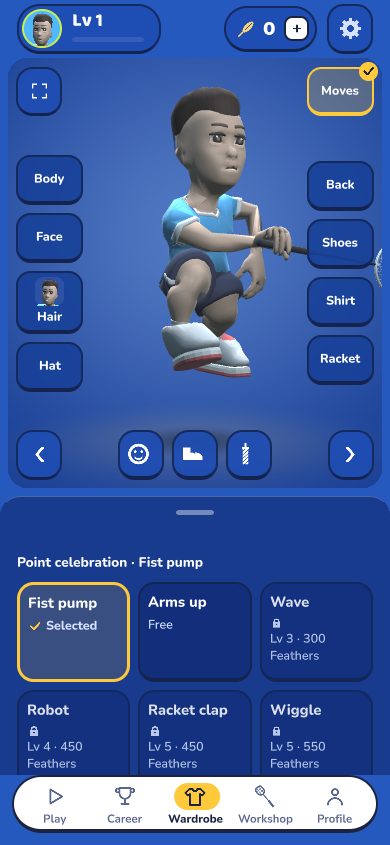 Lv 1
0
+
Moves
Body
Back
Face
Shoes
Hair
Shirt
Hat
Racket
Point celebration · Fist pump
Fist pump
Selected
Arms up
Free
Wave
Lv 3 · 300
Feathers
Robot
Lv 4 · 450
Feathers
Racket clap
Lv 5 · 450
Feathers
Wiggle
Lv 5 · 550
Feathers
Play
Career
Wardrobe
Workshop
Profile